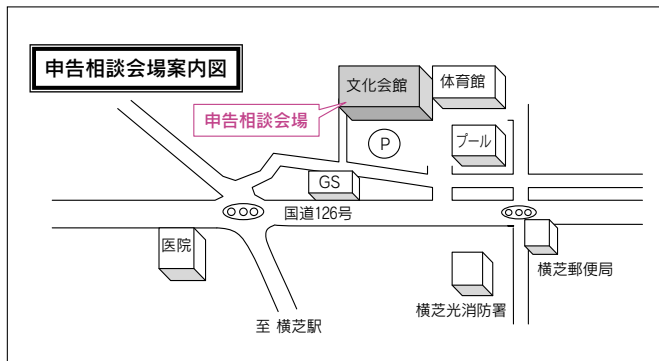 申告相談会場案内図
文化会館
体育館
申告相談会場
P
プール
GS
国道126号
医院
横芝郵便局
横芝光消防署
至 横芝駅